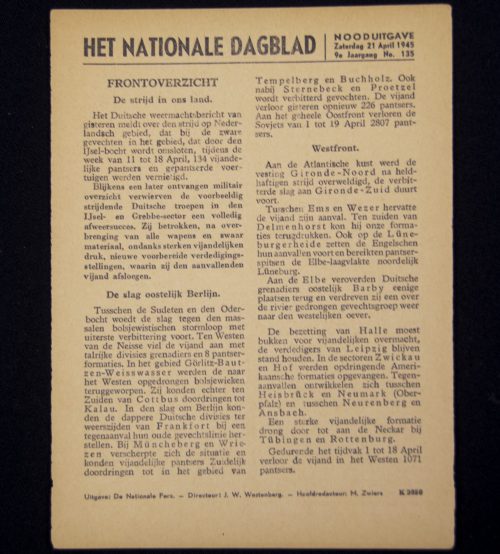 HET NATIONALE DAGBLAD
NOODUITGAVE
Zaterdag 21 April 1945
9e Jaargang No. 135
FRONTOVERZICHT
De strijd in ons land.
Het Duitsche weermachtsbericht van
gisteren meldt over den strijd op Neder-
landsch gebied, dat bij de zware
gevechten in het gebied, dat door den
IJsel-bocht wordt omsloten, tijdens de
week van 11 tot 18 April, 134 vijande-
lijke pantsers en gepantserde voer-
tuigen werden vernietigd.
Blijkens een later ontvangen militair
overzicht verwierven de voorbeeldig
strijdende Duitsche troepen in den
IJsel- en Grebbe-sector een volledig
afweersucces. Zij betrokken, na over-
brenging van alle wapens en zwaar
materiaal, ondanks sterken vijandelijken
druk, nieuwe voorbereide verdedigings-
stellingen, waarin zij den aanvallenden
vijand afsloegen.
De slag oostelijk Berlijn.
Tusschen de Sudeten en den Oder-
bocht woedt de slag tegen den mas-
salen bolsjewistischen stormloop met
uiterste verbittering voort. Ten Westen
van de Neisse viel de vijand aan met
talrijke divisies grenadiers en 8 pantser-
formaties. In het gebied Görlitz-Baut-
zen-Weisswasser werden de naar
het Westen opgedrongen bolsjewieken
teruggeworpen. Zij konden echter ten
Zuiden van Cottbus doordringen tot
Kalau. In den slag om Berlijn kon-
den de dappere Duitsche divisies ter
weerszijden van Frankfort bij een
tegenaanval hun oude gevechtslinie her-
stellen. Bij Müncheberg en Wrie-
zen verscherpte zich de situatie en
konden vijandelijke pantsers Zuidelijk
doordringen tot in het gebied van
Tempelberg en Buchholz. Ook
nabij Sternebeck en Proetzel
wordt verbitterd gevochten. De vijand
verloor gisteren opnieuw 226 pantsers.
Aan het geheele Oostfront verloren de
Sovjets van 1 tot 19 April 2807 pant-
sers.
Westfront.
Aan de Atlantische kust werd de
vesting Gironde-Noord na held-
haftigen strijd overweldigd, de verbit-
terde slag aan Gironde-Zuid duurt
voort.
Tusschen Ems en Wezer hervatte
de vijand zijn aanval. Ten zuiden van
Delmenhorst kon hij onze forma-
ties terugdrukken. Ook op de Lüne-
burgerheide zetten de Engelschen
hun aanvallen voort en bereikten pantser-
spitsen de Elbe-laagvlakte noordelijk
Lüneburg.
Aan de Elbe veroverden Duitsche
grenadiers oostelijk Barby eenige
plaatsen terug en verdreven zij een over
de rivier gedrongen gevechtsgroep weer
naar den westelijken oever.
De bezetting van Halle moest
bukken voor vijandelijken overmacht,
de verdedigers van Leipzig blijven
stand houden. In de sectoren Zwickau
en Hof werden opdringende Ameri-
kaansche formaties opgevangen. Tegen-
aanvallen ontwikkelen zich tusschen
Heisbrück en Neumark (Ober-
pfalz) en tusschen Neurenberg en
Ansbach.
Een sterke vijandelijke formatie
drong door tot aan de Neckar bij
Tübingen en Rottenburg.
Gedurende het tijdvak 1 tot 18 April
verloor de vijand in het Westen 1071
pantsers.
Uitgave: De Nationale Pers. – Directeur: J. W. Westenberg. – Hoofdredacteur: M. Zwiers K 2080